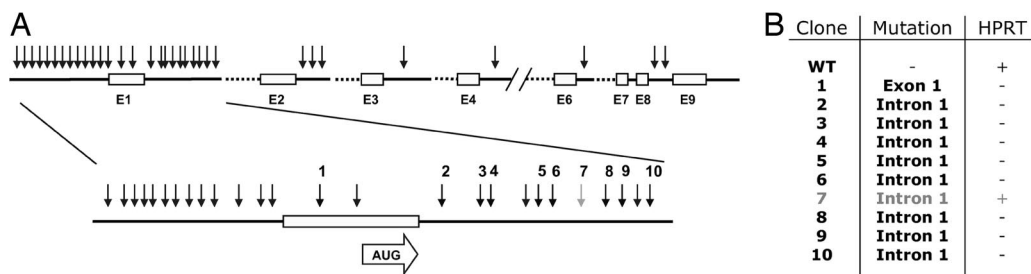 A
E1 E2 E3 E4 E6 E7 E8 E9
1 2 3 4 5 6 7 8 9 10
AUG
B
Clone Mutation HPRT
WT - +
1 Exon 1 -
2 Intron 1 -
3 Intron 1 -
4 Intron 1 -
5 Intron 1 -
6 Intron 1 -
7 Intron 1 +
8 Intron 1 -
9 Intron 1 -
10 Intron 1 -